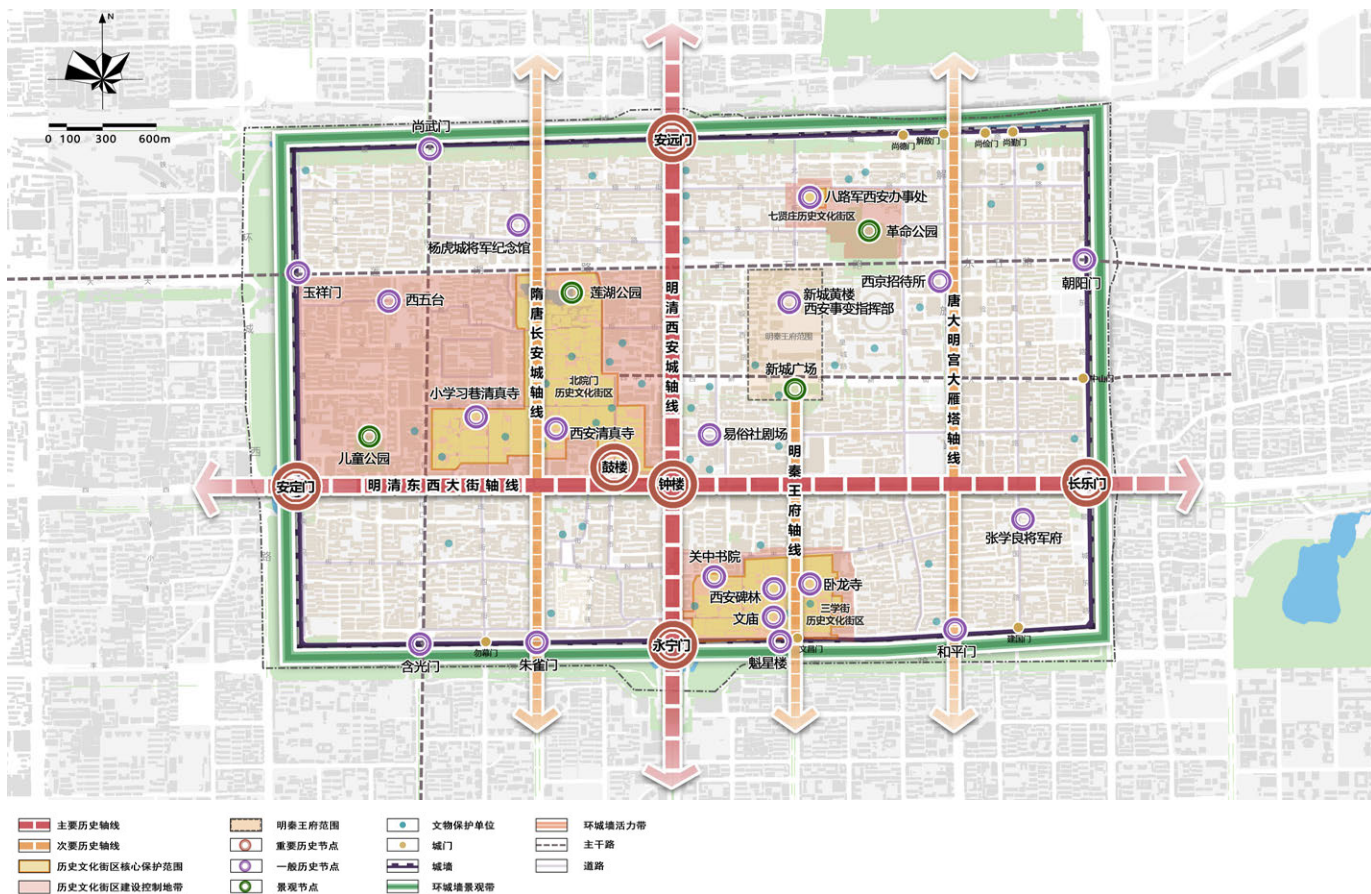 N
0 100 300 600m
尚武门
安远门
尚德门
解放门
尚俭门
尚勤门
八路军西安办事处
七贤庄历史文化街区
革命公园
杨虎城将军纪念馆
玉祥门
西五台
莲湖公园
隋唐长安城轴线
明清西安城轴线
新城黄楼
西安事变指挥部
明秦王府范围
西京招待所
唐大明宫大雁塔轴线
朝阳门
新城广场
中山门
小学习巷清真寺
北院门
历史文化街区
西安清真寺
儿童公园
易俗社剧场
明秦王府轴线
鼓楼
安定门
明清东西大街轴线
钟楼
长乐门
张学良将军府
关中书院
西安碑林
卧龙寺
文庙
三学街
历史文化街区
含光门
勿幕门
朱雀门
永宁门
魁星楼
文昌门
和平门
建国门
环
城
西
路
主要历史轴线
明秦王府范围
文物保护单位
环城墙活力带
次要历史轴线
重要历史节点
城门
主干路
历史文化街区核心保护范围
一般历史节点
城墙
道路
历史文化街区建设控制地带
景观节点
环城墙景观带